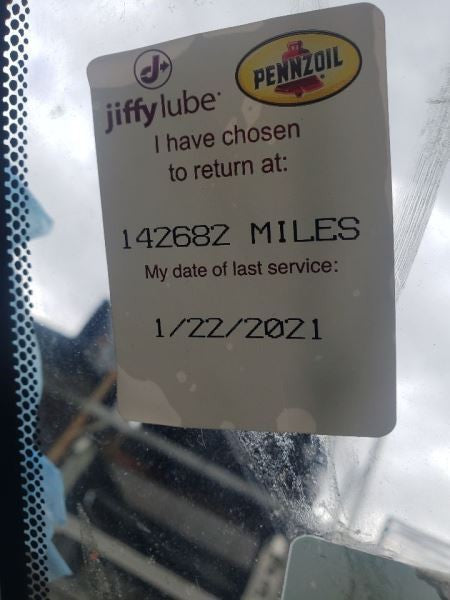 jiffy lube
PENNZOIL
I have chosen
to return at:
142682 MILES
My date of last service:
1/22/2021